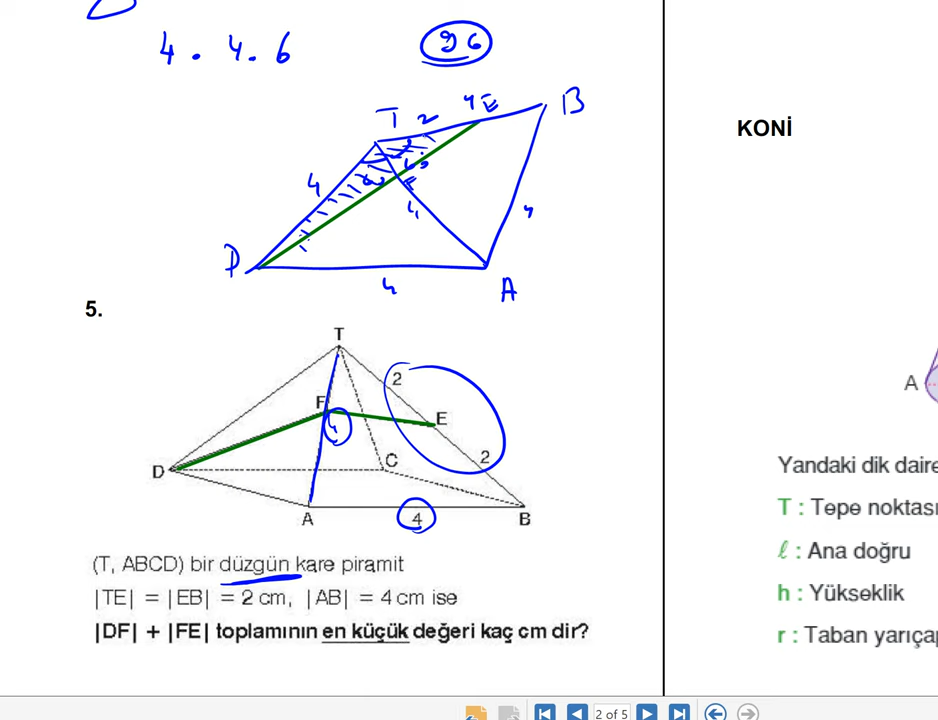 4 . 4 . 6
96
T 2 4 E B
4
F
4
4
D
4
A
KONİ
5.
T
2
F
E
4
A
C
2
D
A
4
B
Yandaki dik daire
(T, ABCD) bir düzgün kare piramit
T : Tepe noktası
ℓ : Ana doğru
|TE| = |EB| = 2 cm, |AB| = 4 cm ise
h : Yükseklik
|DF| + |FE| toplamının en küçük değeri kaç cm dir?
r : Taban yarıçap
2 of 5